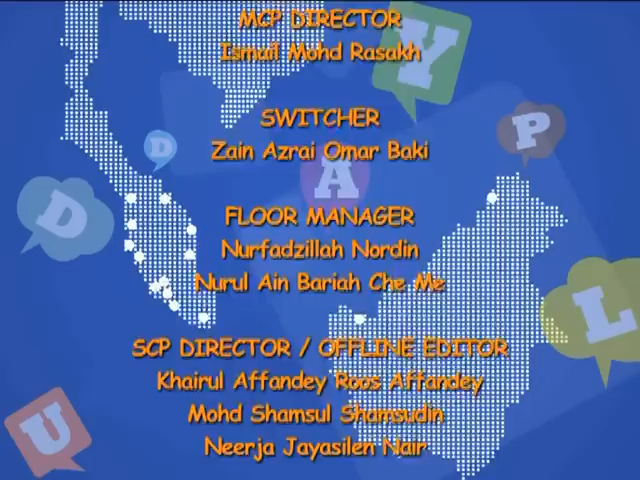 MCP DIRECTOR
Ismail Mohd Rasakh
SWITCHER
Zain Azrai Omar Baki
FLOOR MANAGER
Nurfadzillah Nordin
Nurul Ain Bariah Che Me
SCP DIRECTOR / OFFLINE EDITOR
Khairul Affandey Roos Affandey
Mohd Shamsul Shamsudin
Neerja Jayasilen Nair
Y
P
D
A
D
L
U